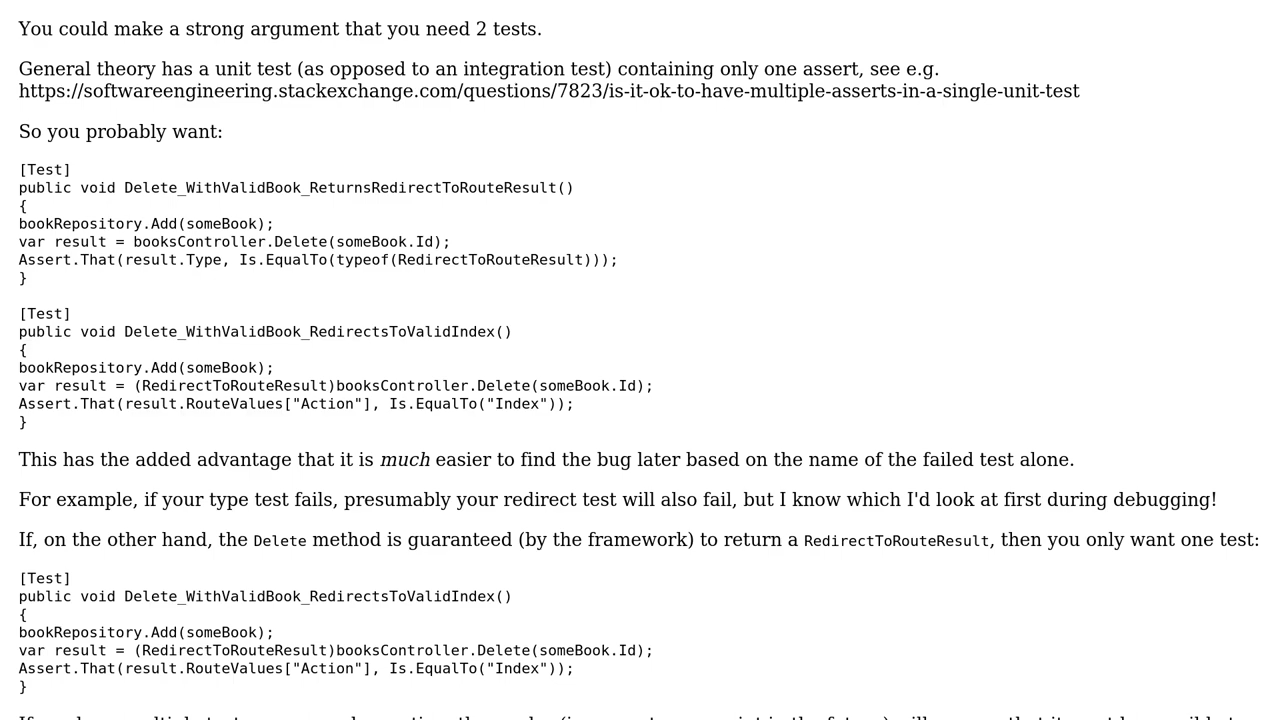 You could make a strong argument that you need 2 tests.
General theory has a unit test (as opposed to an integration test) containing only one assert, see e.g.
https://softwareengineering.stackexchange.com/questions/7823/is-it-ok-to-have-multiple-asserts-in-a-single-unit-test
So you probably want:
[Test]
public void Delete_WithValidBook_ReturnsRedirectToRouteResult()
{
bookRepository.Add(someBook);
var result = booksController.Delete(someBook.Id);
Assert.That(result.Type, Is.EqualTo(typeof(RedirectToRouteResult)));
}
[Test]
public void Delete_WithValidBook_RedirectsToValidIndex()
{
bookRepository.Add(someBook);
var result = (RedirectToRouteResult)booksController.Delete(someBook.Id);
Assert.That(result.RouteValues["Action"], Is.EqualTo("Index"));
}
This has the added advantage that it is much easier to find the bug later based on the name of the failed test alone.
For example, if your type test fails, presumably your redirect test will also fail, but I know which I'd look at first during debugging!
If, on the other hand, the Delete method is guaranteed (by the framework) to return a RedirectToRouteResult, then you only want one test:
[Test]
public void Delete_WithValidBook_RedirectsToValidIndex()
{
bookRepository.Add(someBook);
var result = (RedirectToRouteResult)booksController.Delete(someBook.Id);
Assert.That(result.RouteValues["Action"], Is.EqualTo("Index"));
}